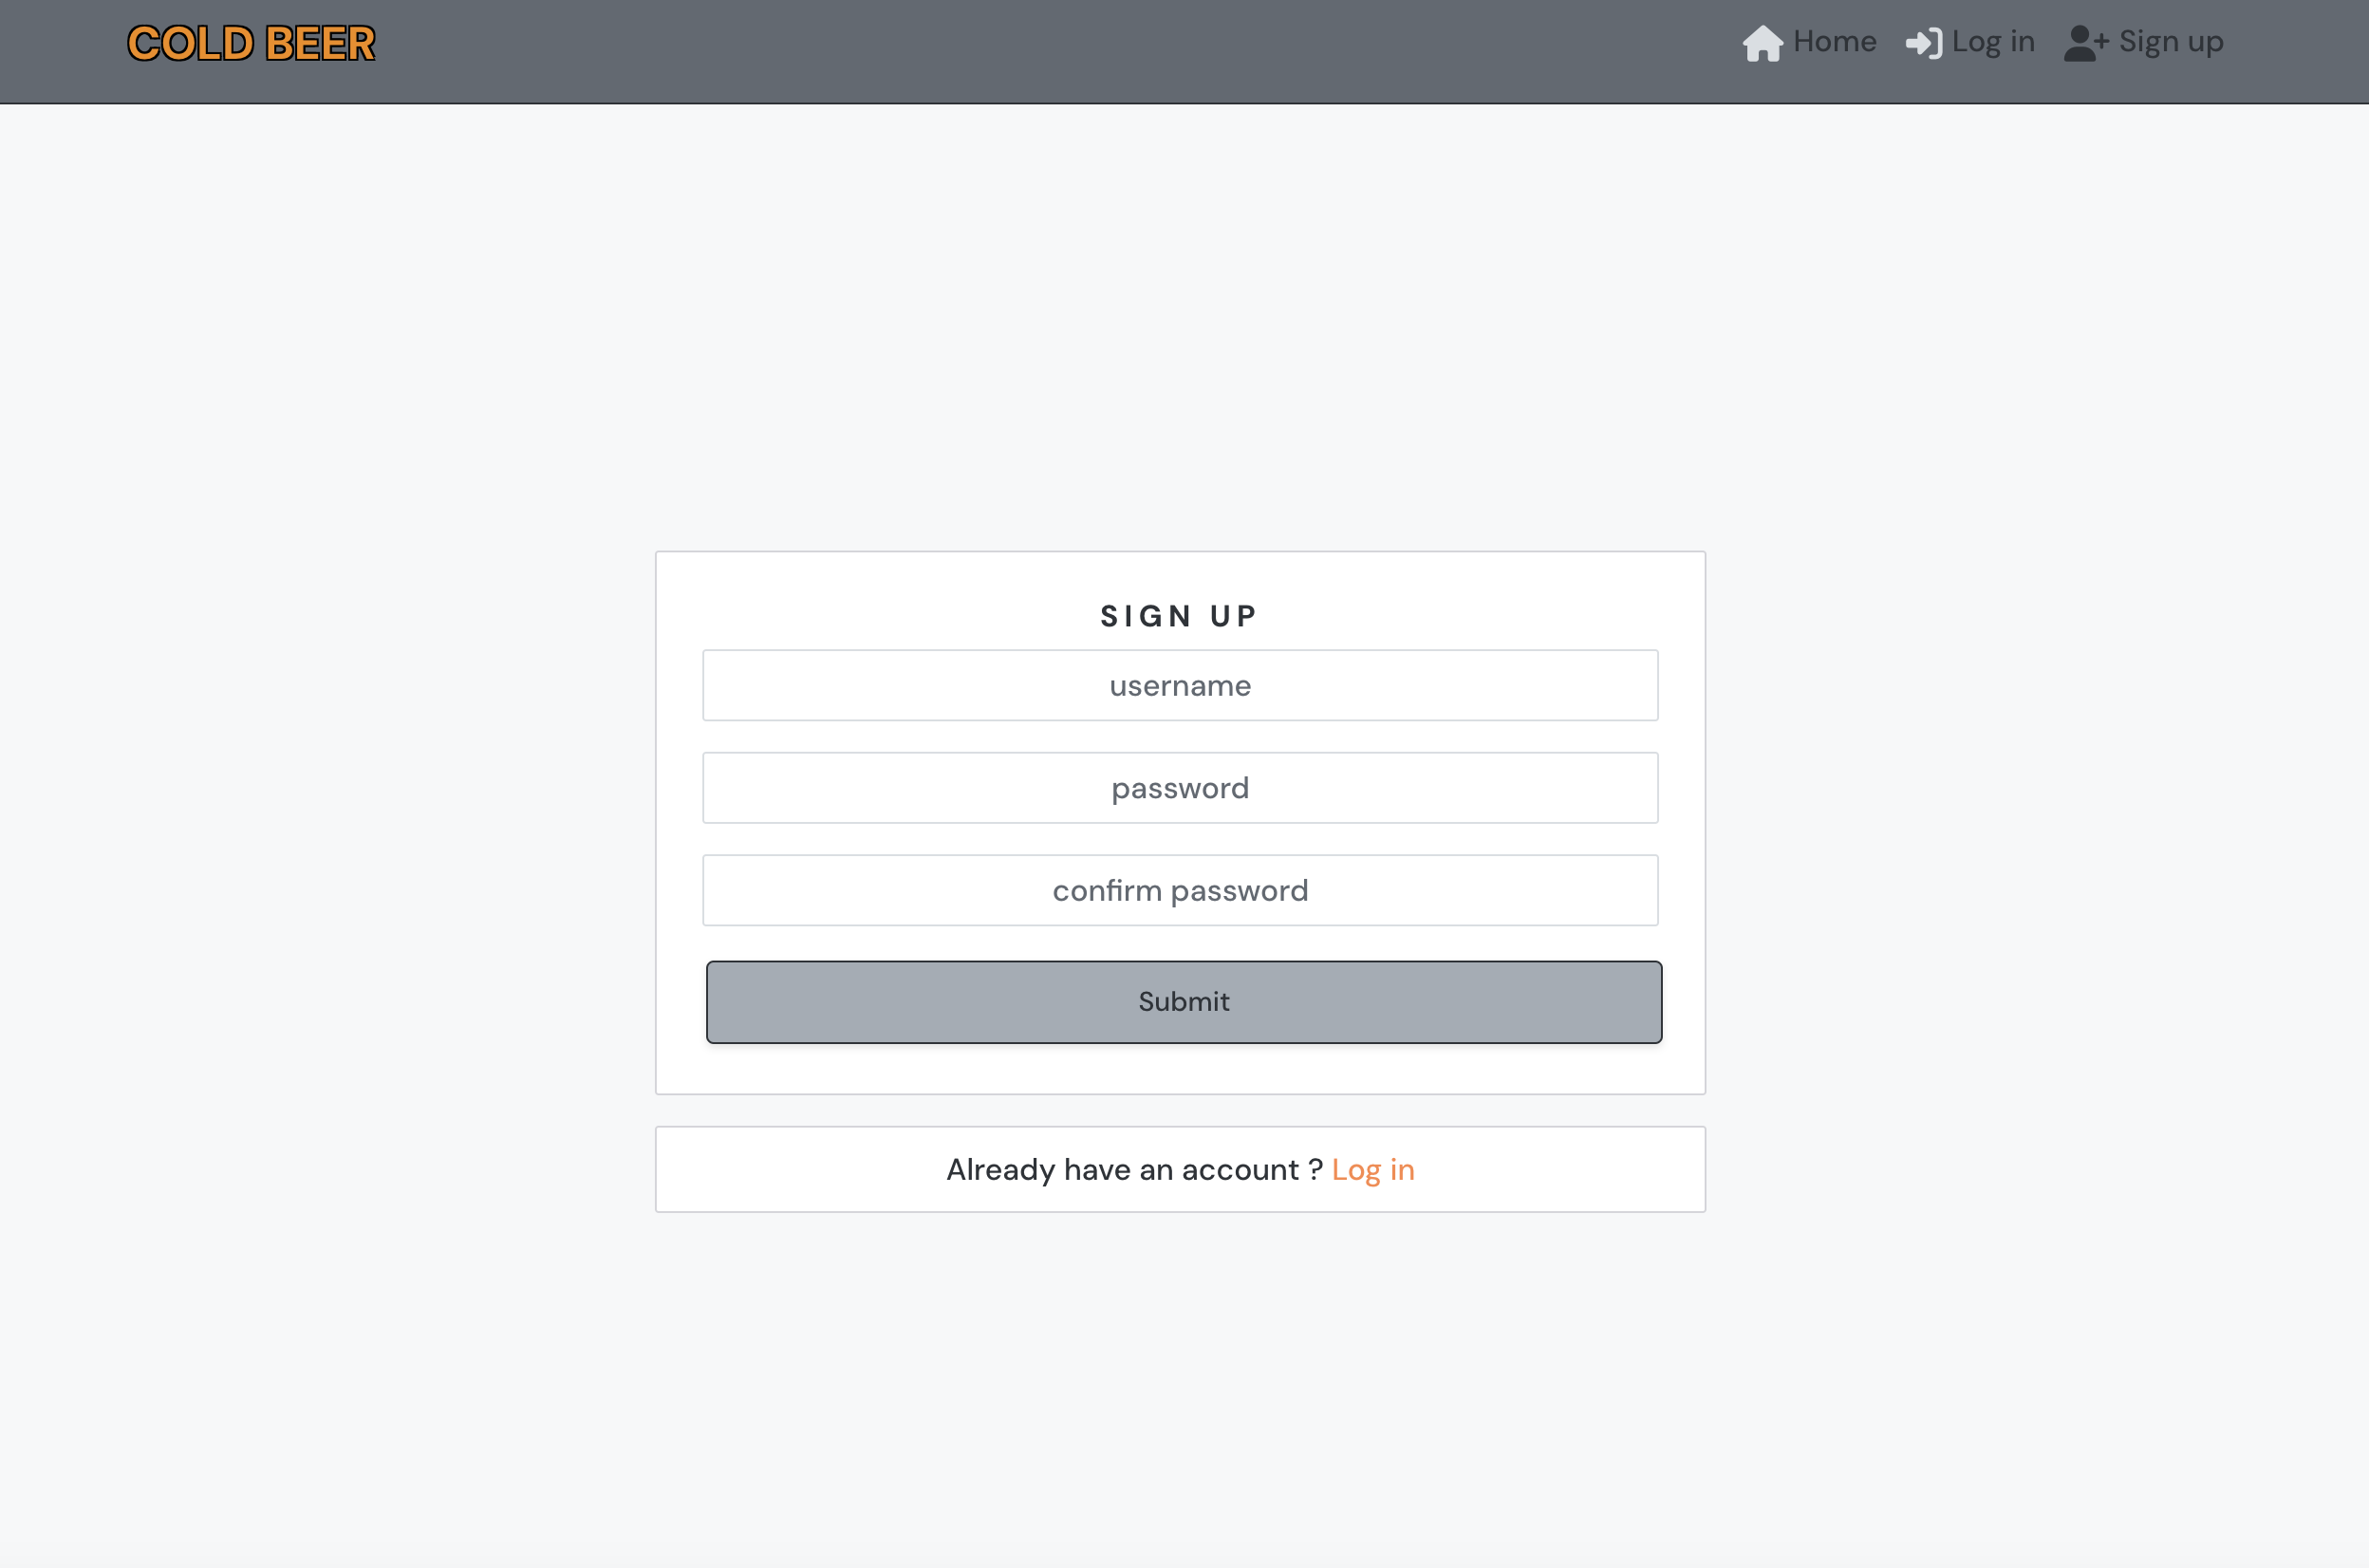 COLD BEER
Home Log in Sign up
SIGN UP
username
password
confirm password
Submit
Already have an account ? Log in